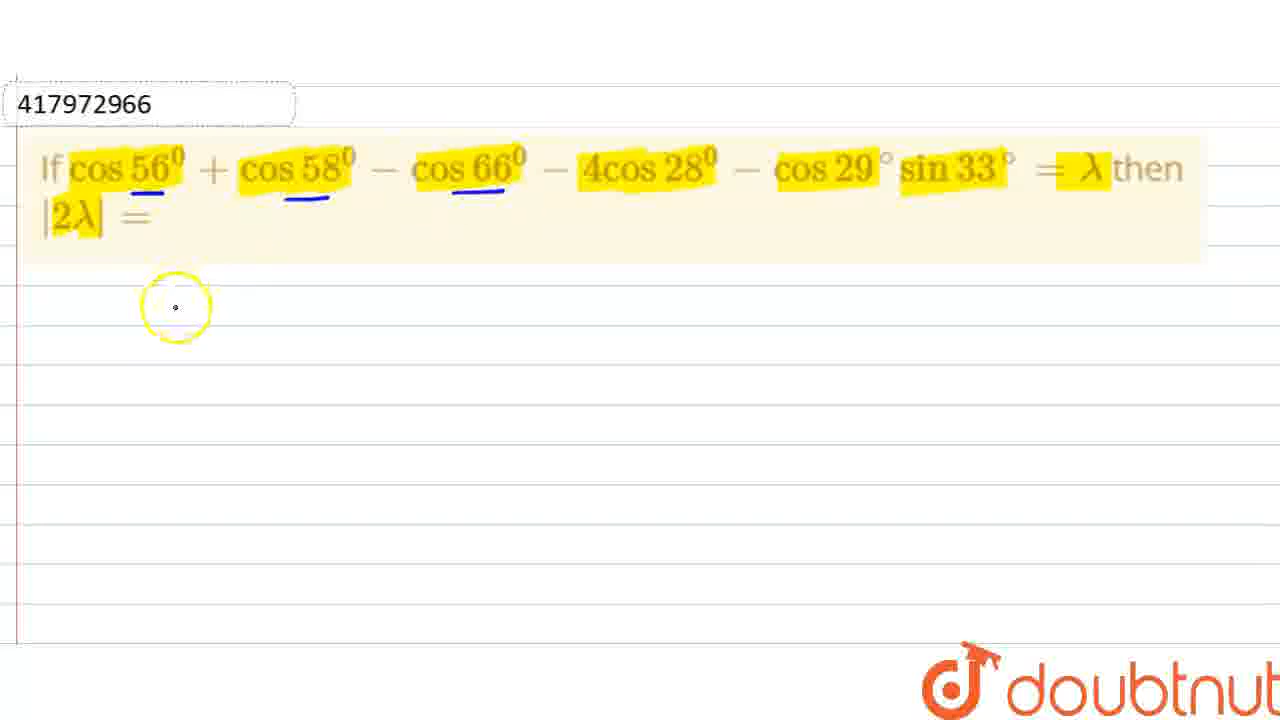 417972966
If cos 56⁰ + cos 58⁰ − cos 66⁰ − 4cos 28⁰ − cos 29° sin 33° = λ then
|2λ| =
doubtnut